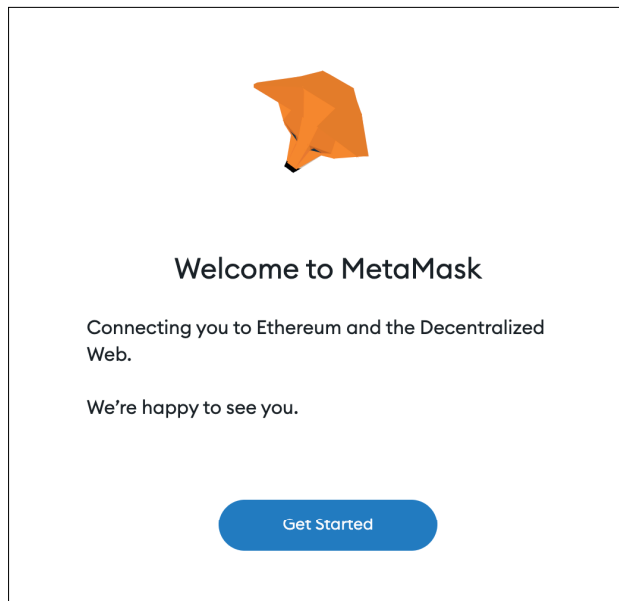 Welcome to MetaMask
Connecting you to Ethereum and the Decentralized
Web.
We’re happy to see you.
Get Started